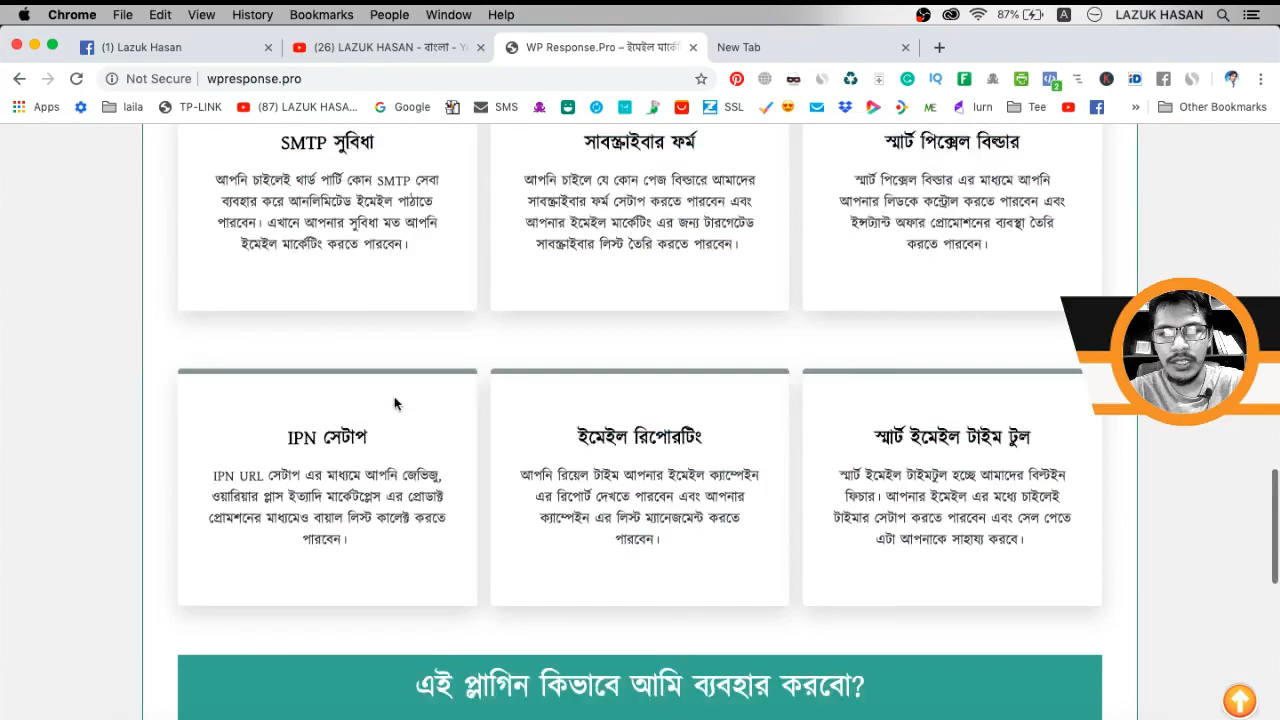 Chrome File Edit View History Bookmarks People Window Help 87% A LAZUK HASAN
(1) Lazuk Hasan
(26) LAZUK HASAN - বাংলা - Y
WP Response.Pro – ইমেইল মার্কে
New Tab
Not Secure wpresponse.pro
Apps laila TP-LINK (87) LAZUK HASA... Google SMS SSL ME lurn Tee » Other Bookmarks
SMTP সুবিধা
আপনি চাইলেই থার্ড পার্টি কোন SMTP সেবা
ব্যবহার করে আনলিমিটেড ইমেইল পাঠাতে
পারবেন। এখানে আপনার সুবিধা মত আপনি
ইমেইল মার্কেটিং করতে পারবেন।
সাবস্ক্রাইবার ফর্ম
আপনি চাইলে যে কোন পেজ বিল্ডারে আমাদের
সাবস্ক্রাইবার ফর্ম সেটাপ করতে পারবেন এবং
আপনার ইমেইল মার্কেটিং এর জন্য টারগেটেড
সাবস্ক্রাইবার লিস্ট তৈরি করতে পারবেন।
স্মার্ট পিক্সেল বিল্ডার
স্মার্ট পিক্সেল বিল্ডার এর মাধ্যমে আপনি
আপনার লিডকে কন্ট্রোল করতে পারবেন এবং
ইন্সট্যান্ট অফার প্রোমোশনের ব্যবস্থা তৈরি
করতে পারবেন।
IPN সেটাপ
IPN URL সেটাপ এর মাধ্যমে আপনি জেভিজু,
ওয়ারিয়ার প্লাস ইত্যাদি মার্কেটপ্লেস এর প্রোডাক্ট
প্রোমশনের মাধ্যমেও বায়াল লিস্ট কালেক্ট করতে
পারবেন।
ইমেইল রিপোরটিং
আপনি রিয়েল টাইম আপনার ইমেইল ক্যাম্পেইন
এর রিপোর্ট দেখতে পারবেন এবং আপনার
ক্যাম্পেইন এর লিস্ট ম্যানেজমেন্ট করতে
পারবেন।
স্মার্ট ইমেইল টাইম টুল
স্মার্ট ইমেইল টাইমটুল হচ্ছে আমাদের বিল্টইন
ফিচার। আপনার ইমেইল এর মধ্যে চাইলেই
টাইমার সেটাপ করতে পারবেন এবং সেল পেতে
এটা আপনাকে সাহায্য করবে।
এই প্লাগিন কিভাবে আমি ব্যবহার করবো?